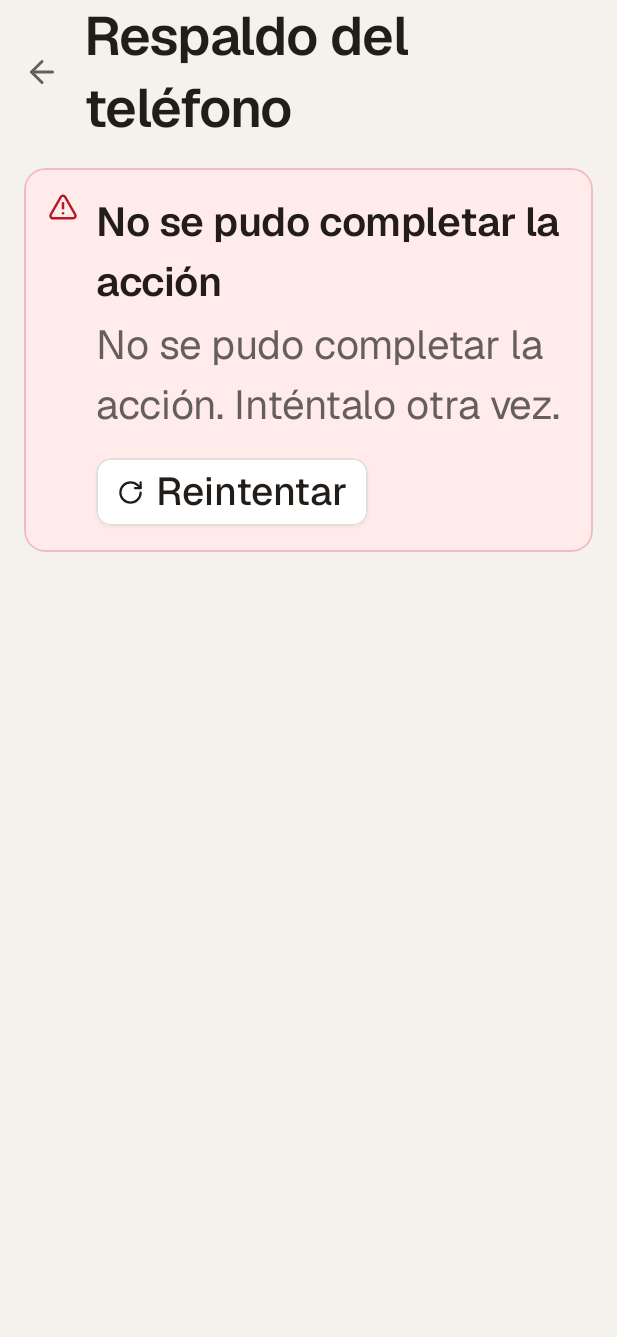 Respaldo del
teléfono
No se pudo completar la
acción
No se pudo completar la
acción. Inténtalo otra vez.
Reintentar